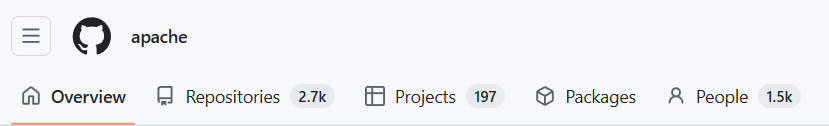 apache
Overview Repositories 2.7k Projects 197 Packages People 1.5k